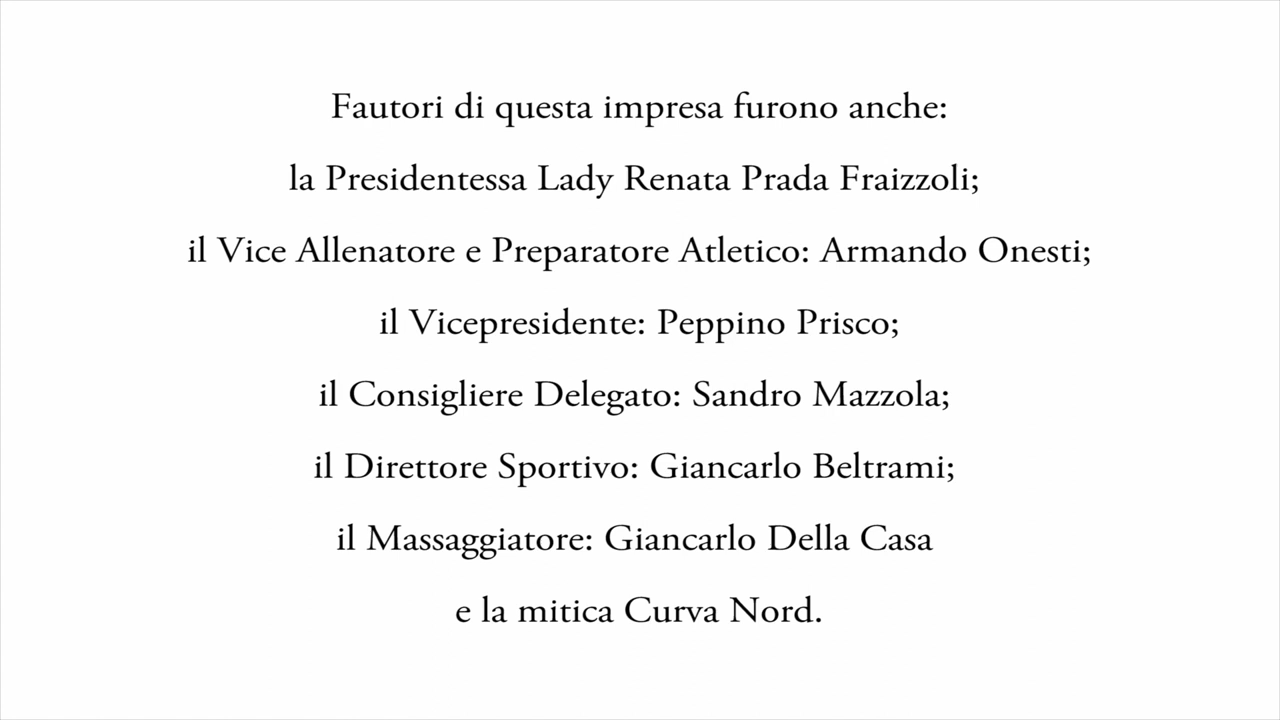 Fautori di questa impresa furono anche:
la Presidentessa Lady Renata Prada Fraizzoli;
il Vice Allenatore e Preparatore Atletico: Armando Onesti;
il Vicepresidente: Peppino Prisco;
il Consigliere Delegato: Sandro Mazzola;
il Direttore Sportivo: Giancarlo Beltrami;
il Massaggiatore: Giancarlo Della Casa
e la mitica Curva Nord.